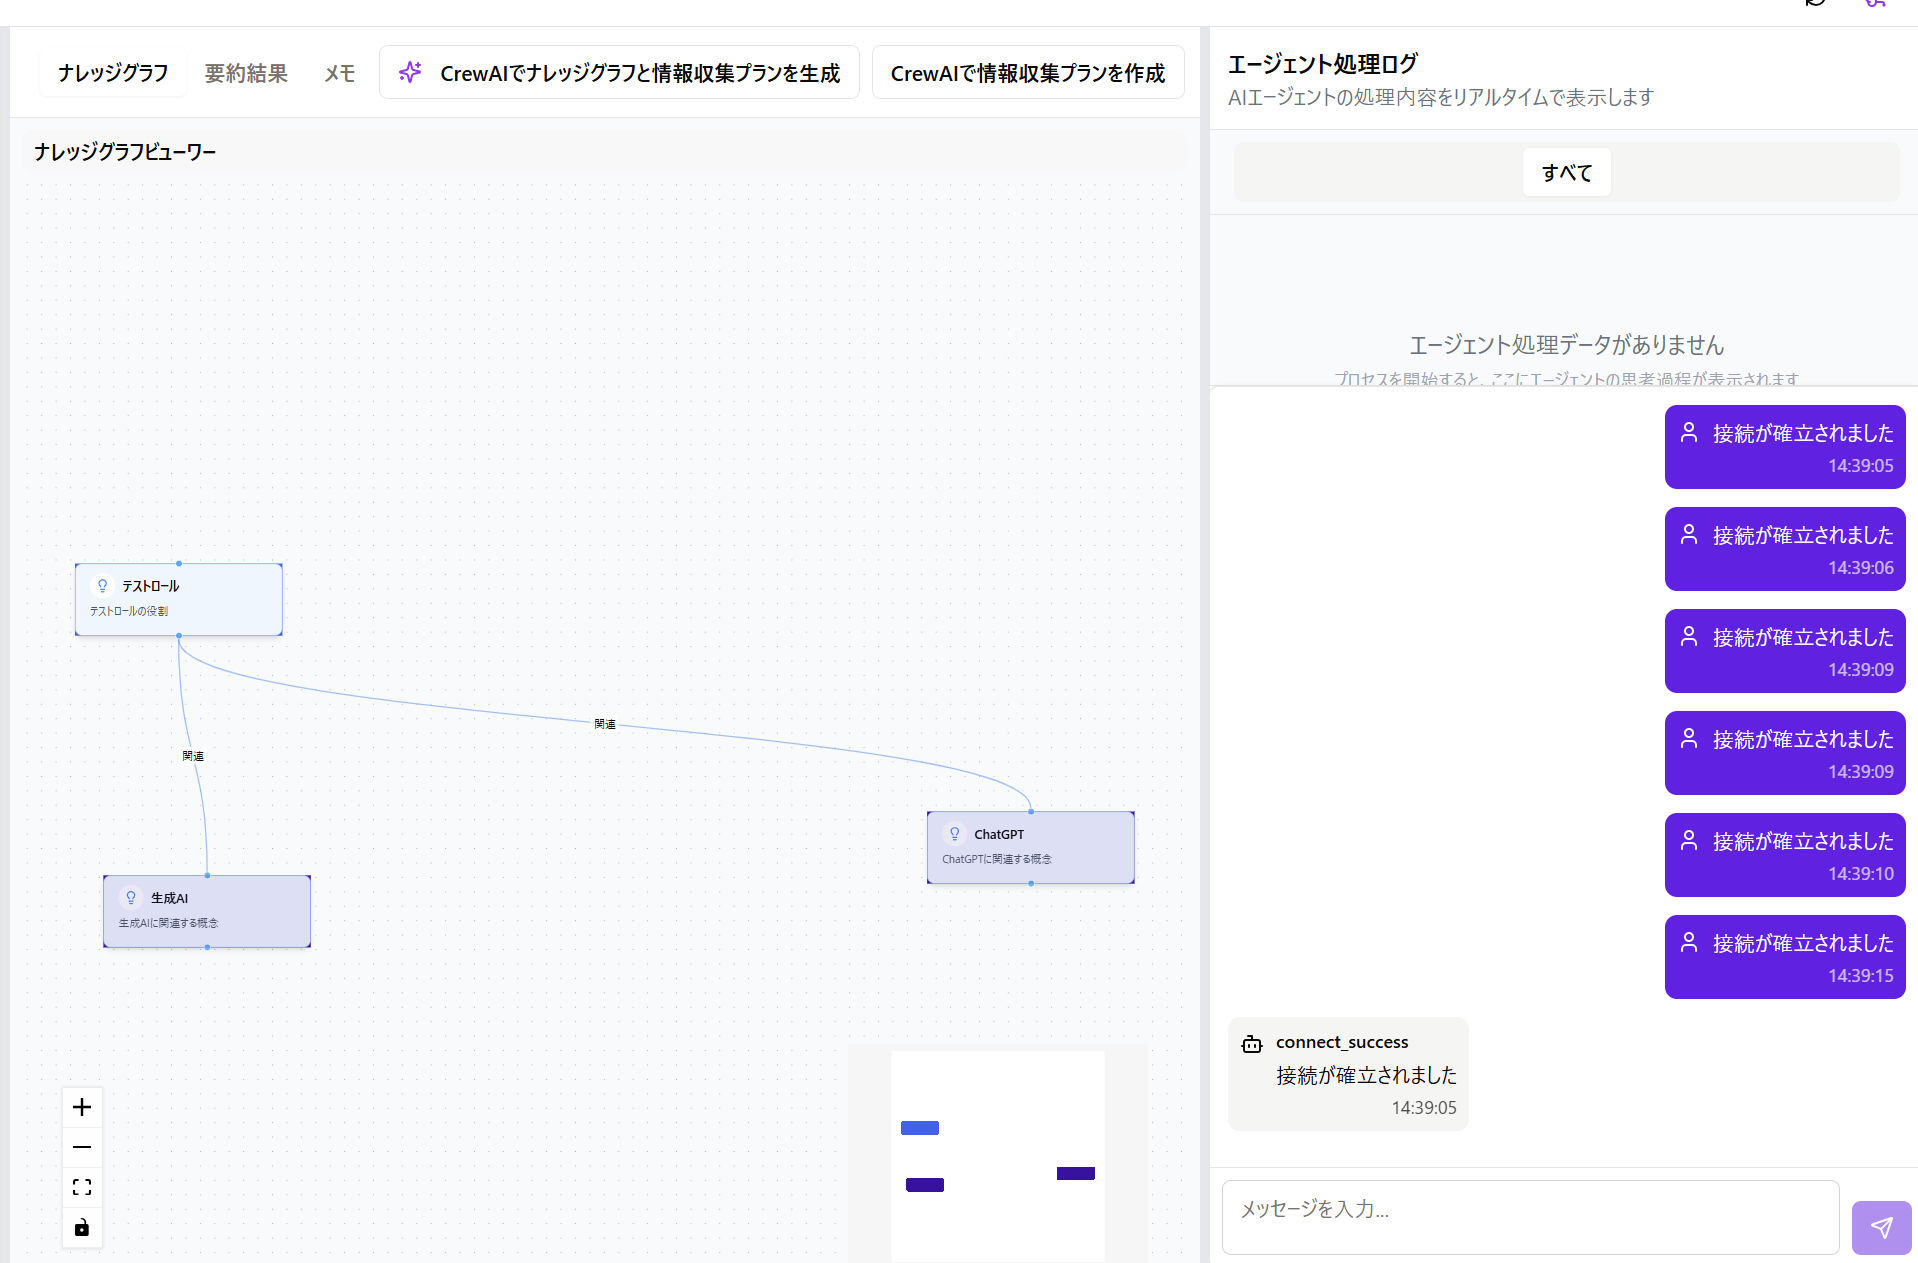 ナレッジグラフ
要約結果
メモ
CrewAIでナレッジグラフと情報収集プランを生成
CrewAIで情報収集プランを作成
ナレッジグラフビューワー
テストロール
テストロールの役割
関連
関連
ChatGPT
ChatGPTに関連する概念
生成AI
生成AIに関連する概念
エージェント処理ログ
AIエージェントの処理内容をリアルタイムで表示します
すべて
エージェント処理データがありません
プロセスを開始すると、ここにエージェントの思考過程が表示されます
接続が確立されました
14:39:05
接続が確立されました
14:39:06
接続が確立されました
14:39:09
接続が確立されました
14:39:09
接続が確立されました
14:39:10
接続が確立されました
14:39:15
connect_success
接続が確立されました
14:39:05
メッセージを入力...